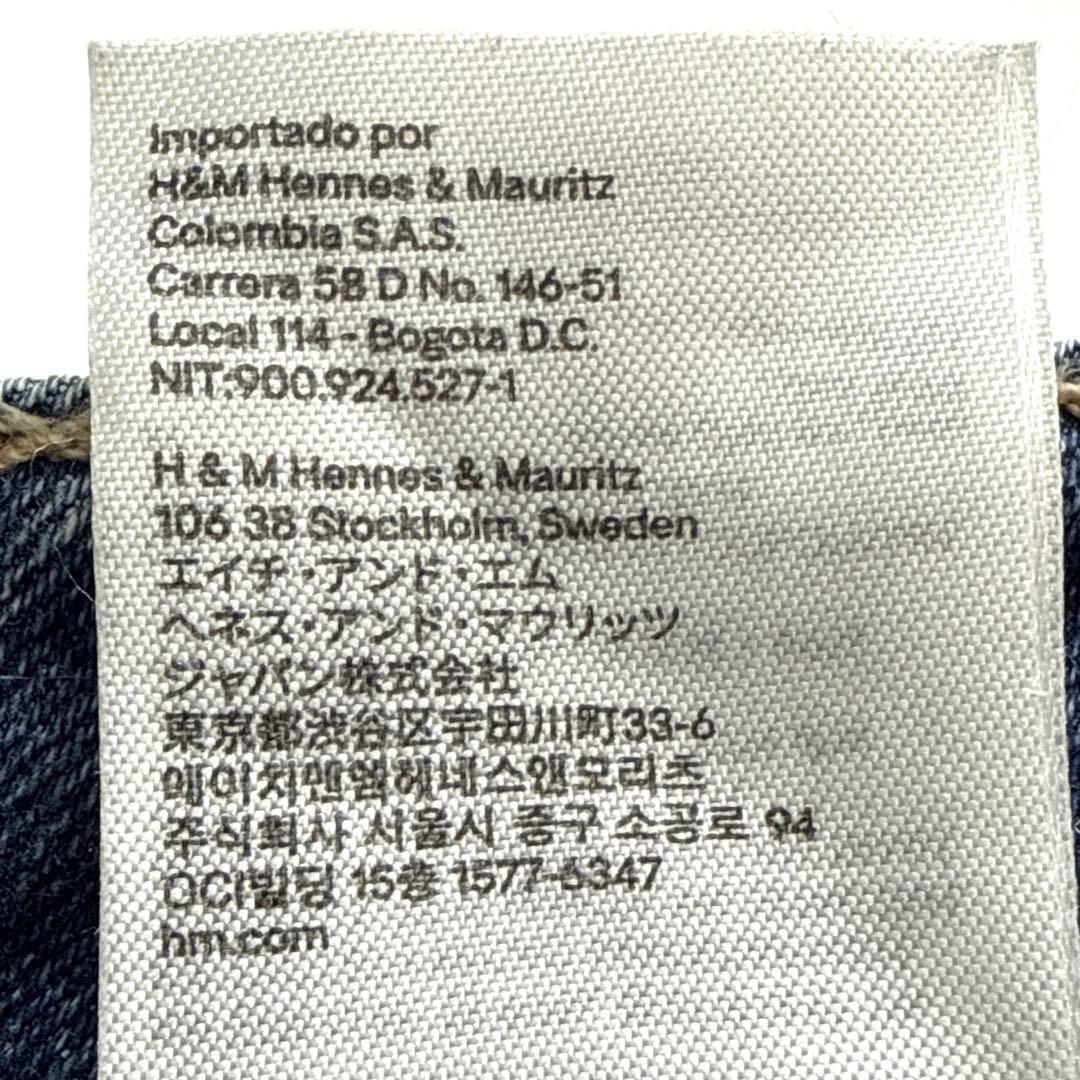 Importado por
H&M Hennes & Mauritz
Colombia S.A.S.
Carrera 58 D No. 146-51
Local 114 - Bogota D.C.
NIT:900.924.527-1
H & M Hennes & Mauritz
106 38 Stockholm, Sweden
エイチ・アンド・エム
ヘネス・アンド・マウリッツ
ジャパン株式会社
東京都渋谷区宇田川町33-6
에이치앤엠헤네스앤모리츠
주식회사 서울시 중구 소공로 94
OCI빌딩 15층 1577-6347
hm.com